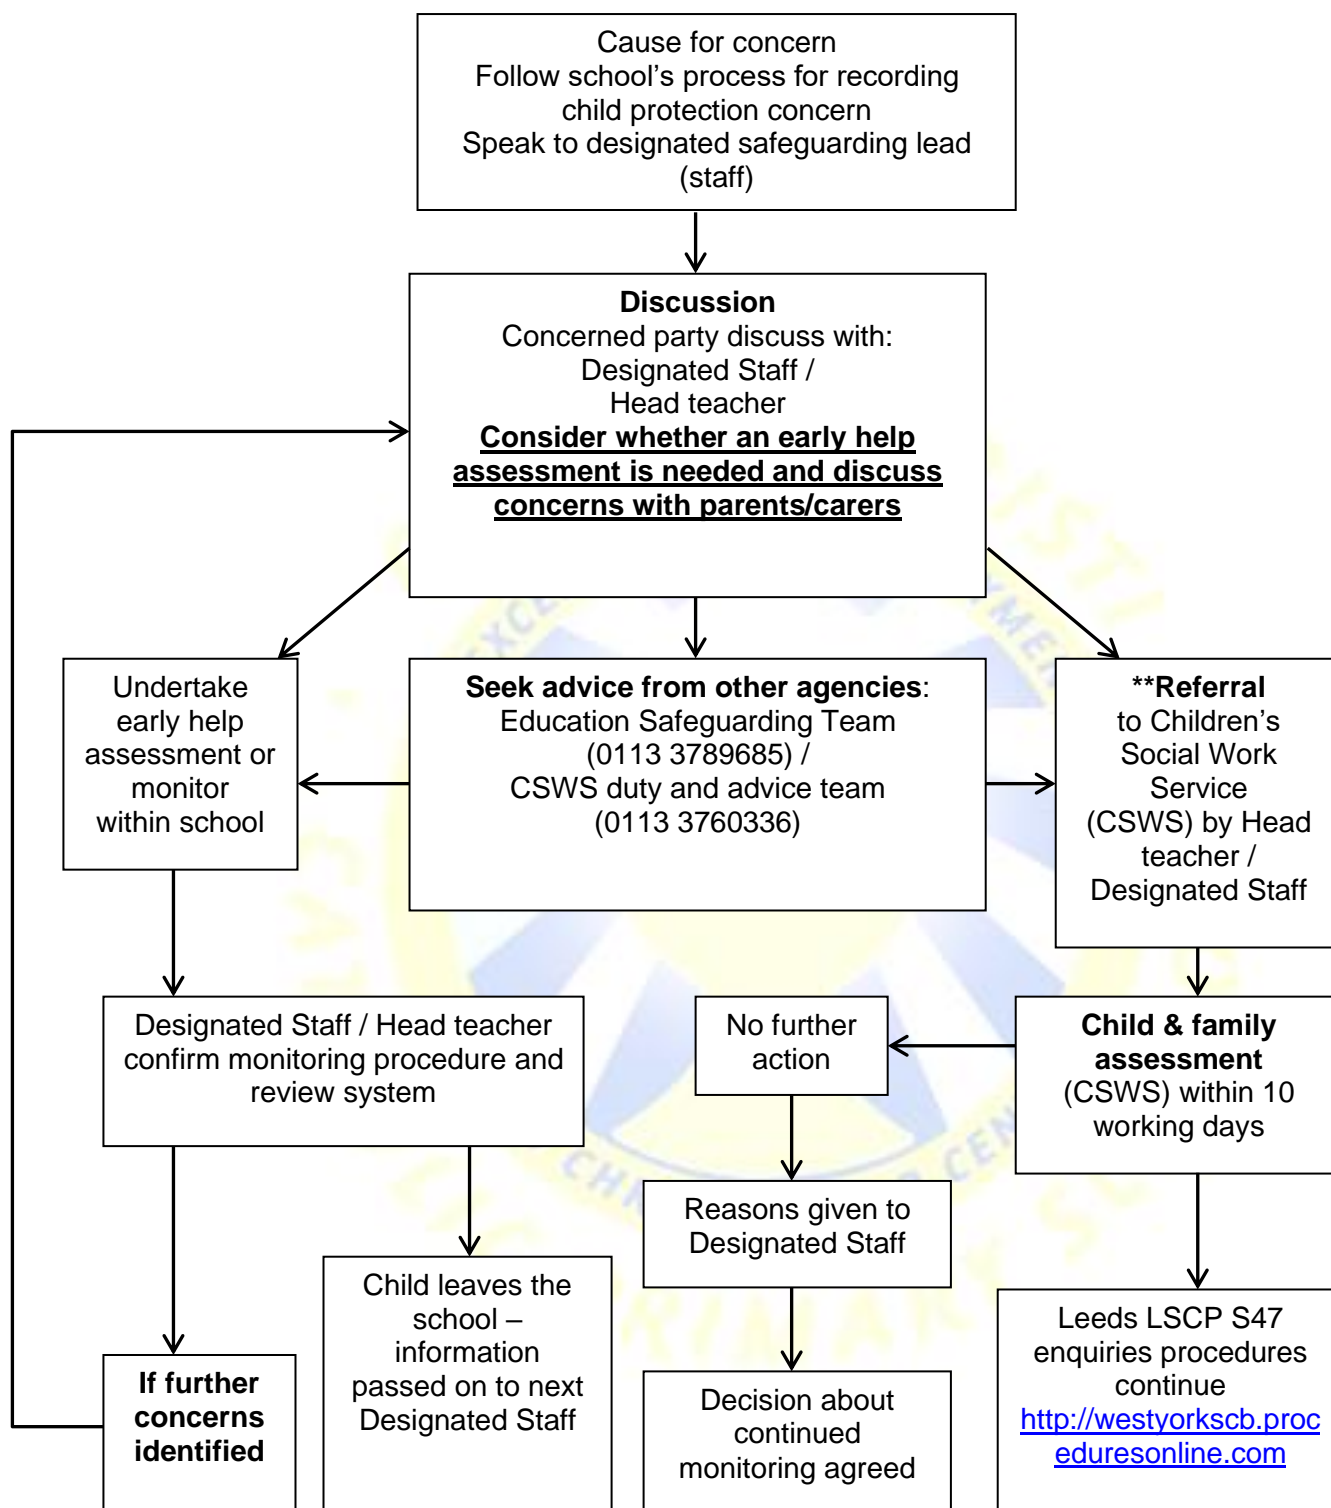 Cause for concern
Follow school's process for recording
child protection concern
Speak to designated safeguarding lead
(staff)
Discussion
Concerned party discuss with:
Designated Staff /
Head teacher
Consider whether an early help
assessment is needed and discuss
concerns with parents/carers
Undertake
early help
assessment or
monitor
within school
Seek advice from other agencies:
Education Safeguarding Team
(0113 3789685) /
CSWS duty and advice team
(0113 3760336)
**Referral
to Children's
Social Work
Service
(CSWS) by Head
teacher /
Designated Staff
Designated Staff / Head teacher
confirm monitoring procedure and
review system
No further
action
Child & family
assessment
(CSWS) within 10
working days
Reasons given to
Designated Staff
Child leaves the
school –
information
passed on to next
Designated Staff
If further
concerns
identified
Decision about
continued
monitoring agreed
Leeds LSCP S47
enquiries procedures
continue
http://westyorkscb.proc
eduresonline.com